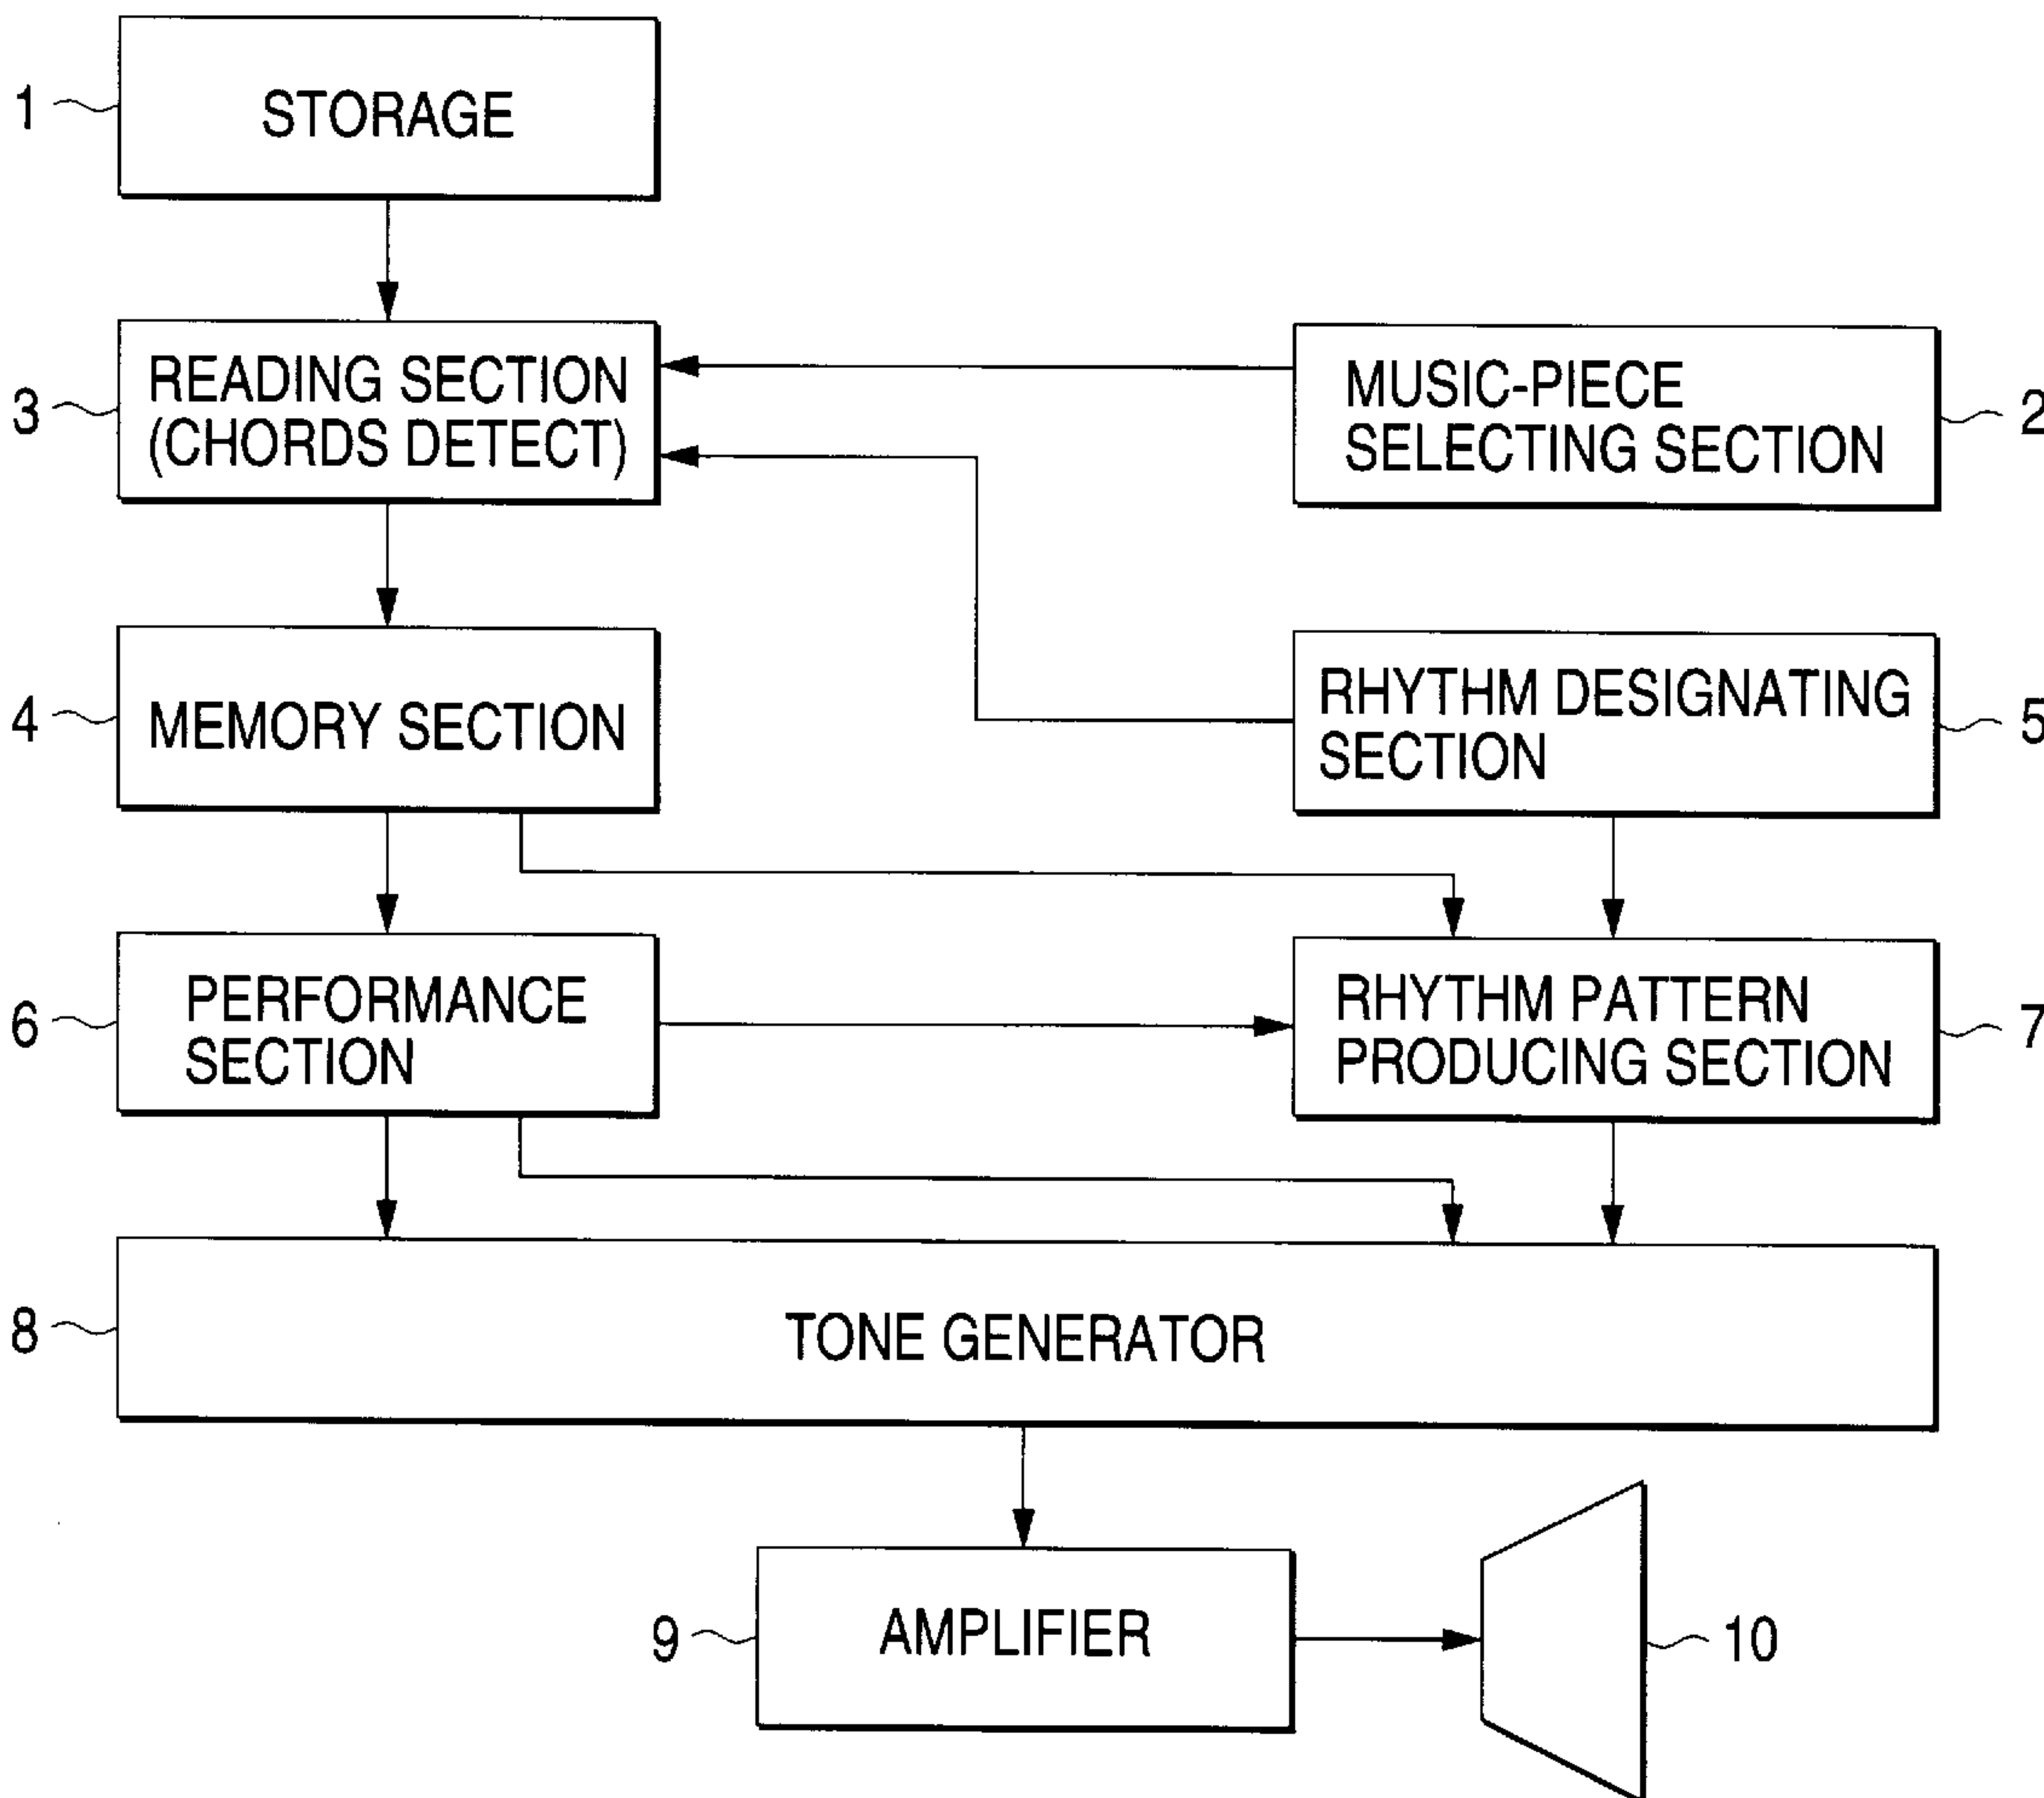 1
STORAGE
3
READING SECTION
(CHORDS DETECT)
MUSIC-PIECE
SELECTING SECTION
2
4
MEMORY SECTION
RHYTHM DESIGNATING
SECTION
5
6
PERFORMANCE
SECTION
RHYTHM PATTERN
PRODUCING SECTION
7
8
TONE GENERATOR
9
AMPLIFIER
10